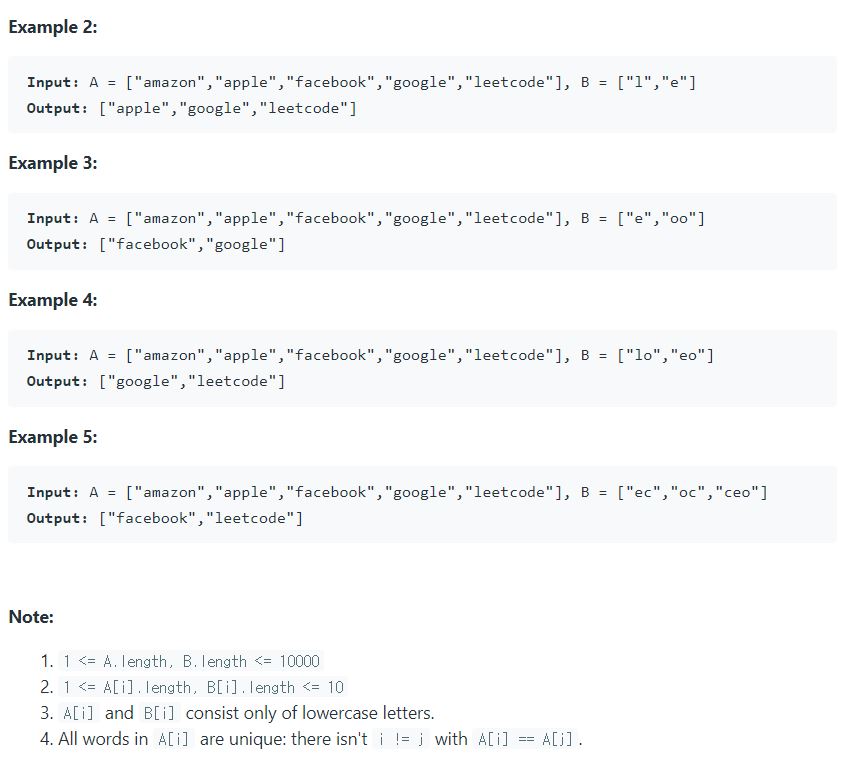 Example 2:
Input: A = ["amazon","apple","facebook","google","leetcode"], B = ["l","e"]
Output: ["apple","google","leetcode"]
Example 3:
Input: A = ["amazon","apple","facebook","google","leetcode"], B = ["e","oo"]
Output: ["facebook","google"]
Example 4:
Input: A = ["amazon","apple","facebook","google","leetcode"], B = ["lo","eo"]
Output: ["google","leetcode"]
Example 5:
Input: A = ["amazon","apple","facebook","google","leetcode"], B = ["ec","oc","ceo"]
Output: ["facebook","leetcode"]
Note:
1. 1 <= A.length, B.length <= 10000
2. 1 <= A[i].length, B[i].length <= 10
3. A[i] and B[i] consist only of lowercase letters.
4. All words in A[i] are unique: there isn't i != j with A[i] == A[j].